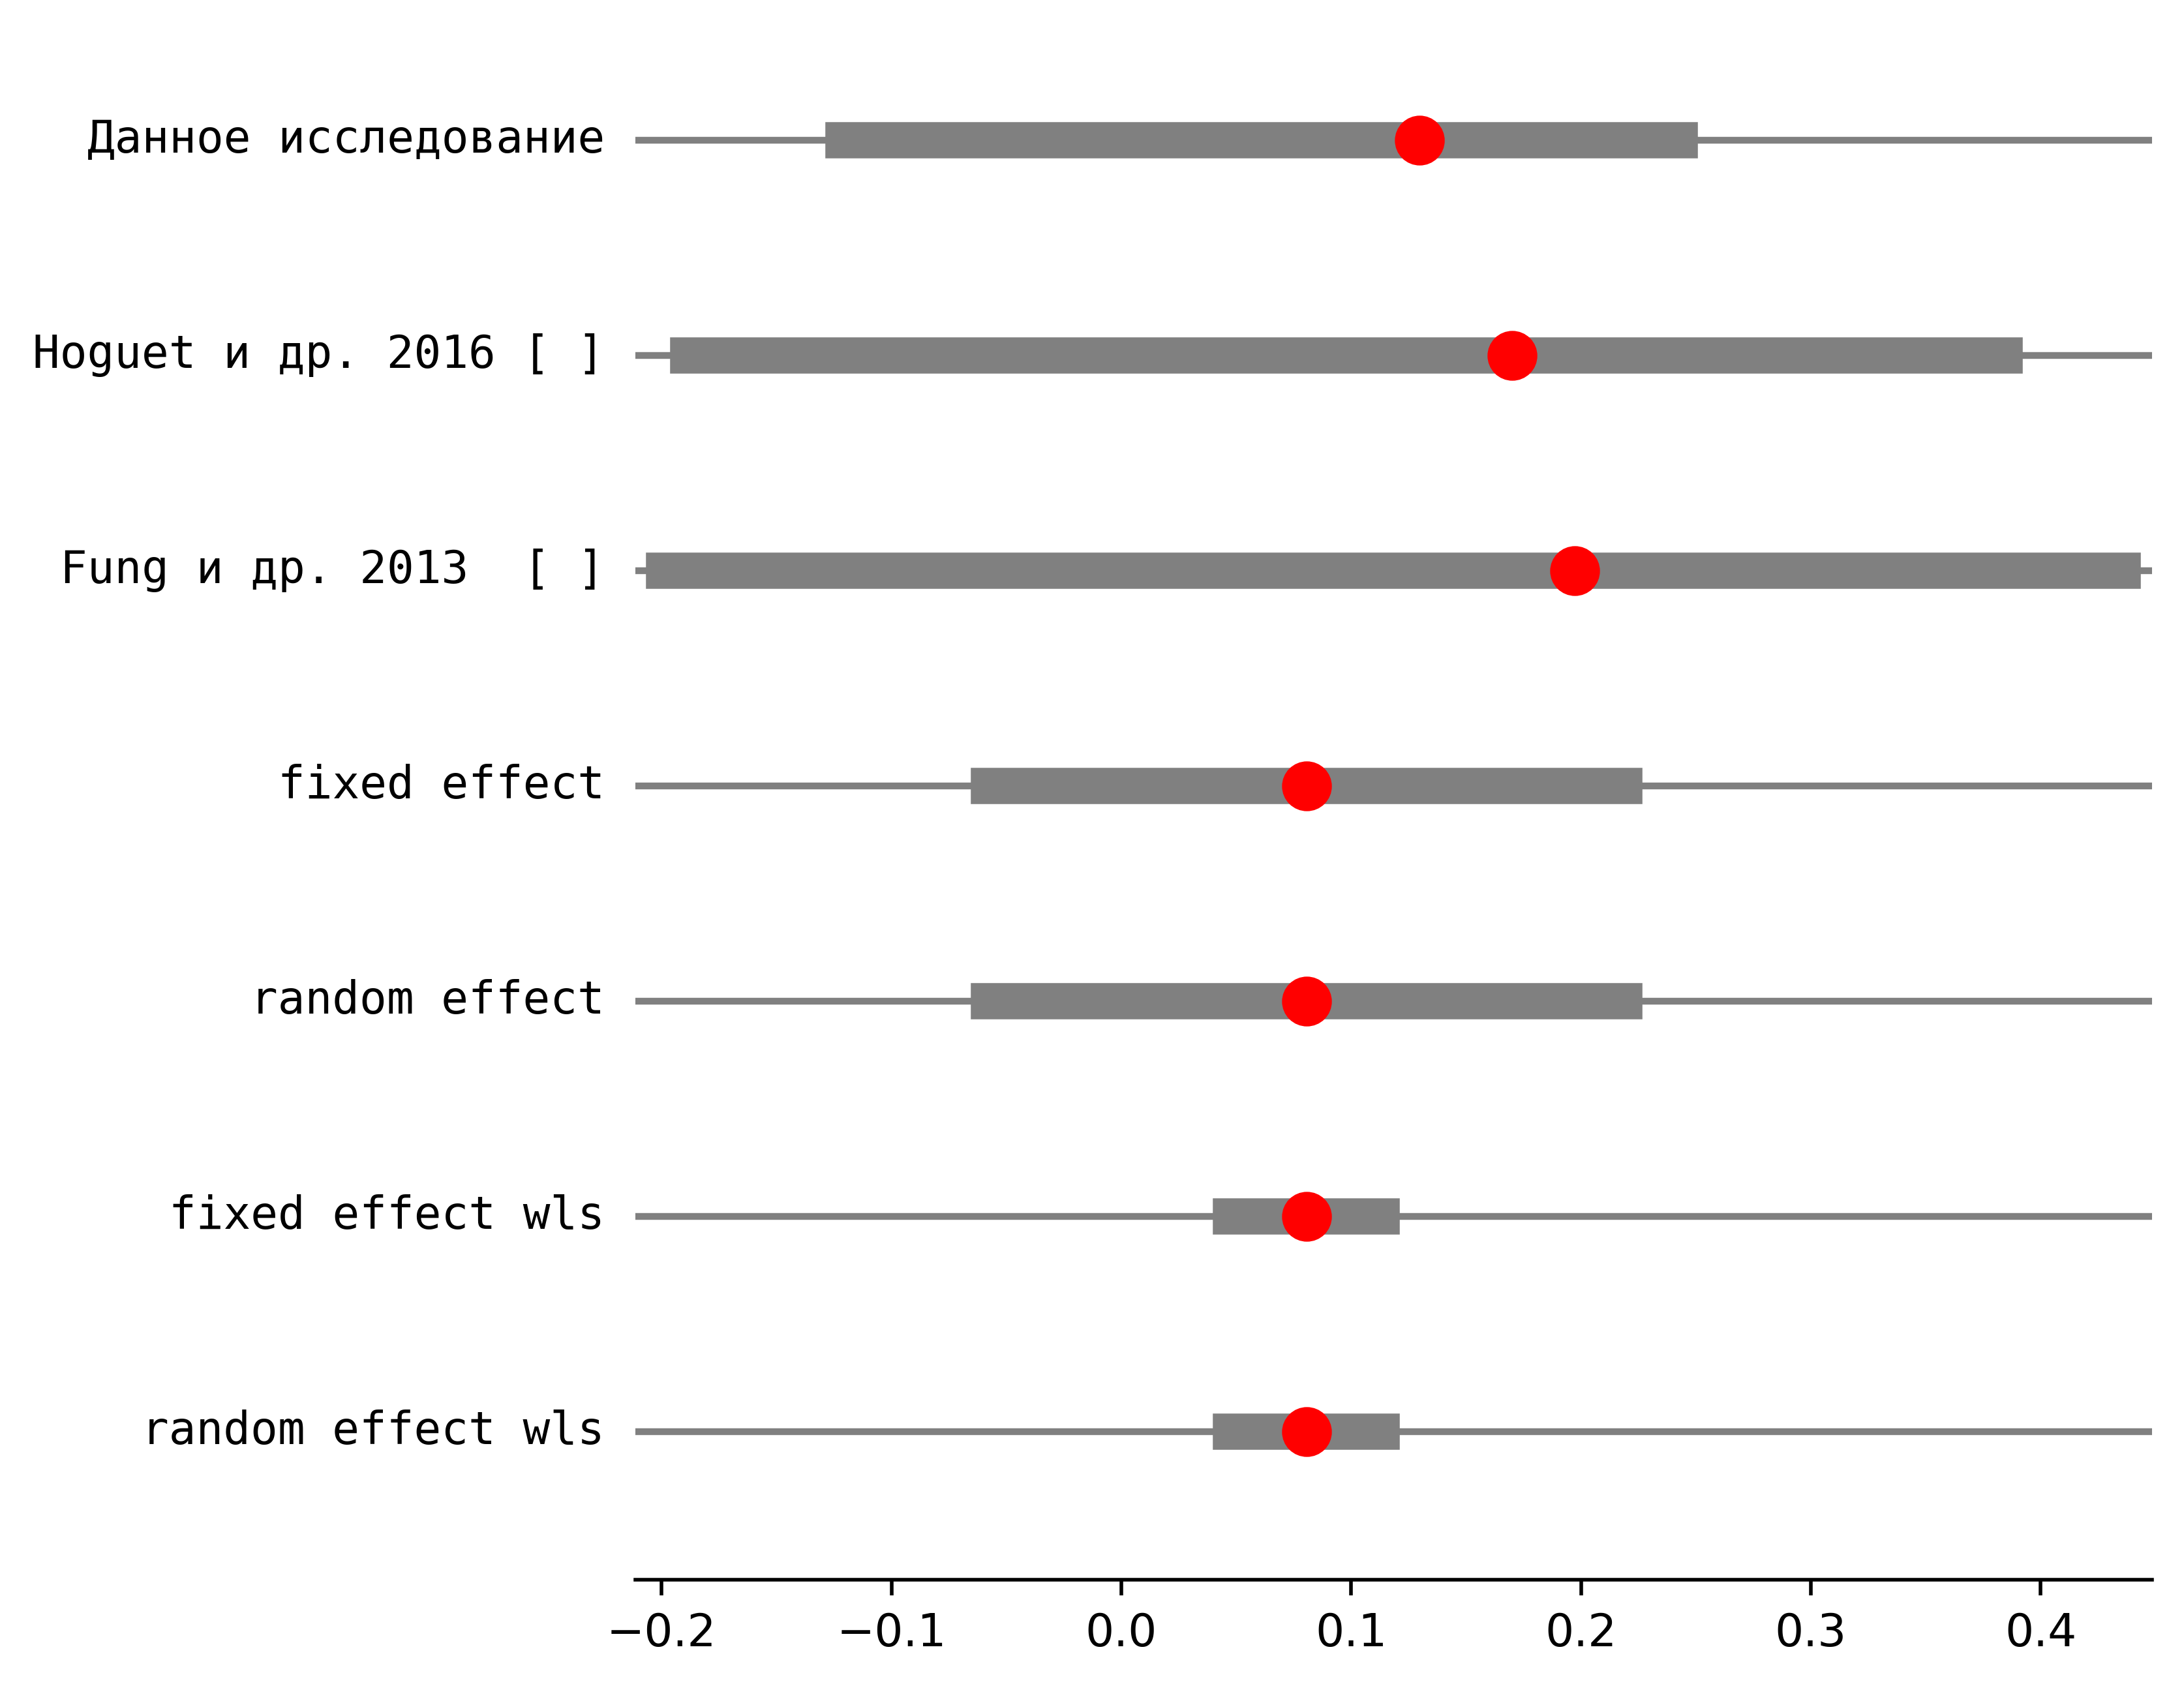 Данное исследование
Hoguet и др. 2016 [ ]
Fung и др. 2013  [ ]
fixed effect
random effect
fixed effect wls
random effect wls
−0.2 −0.1 0.0 0.1 0.2 0.3 0.4